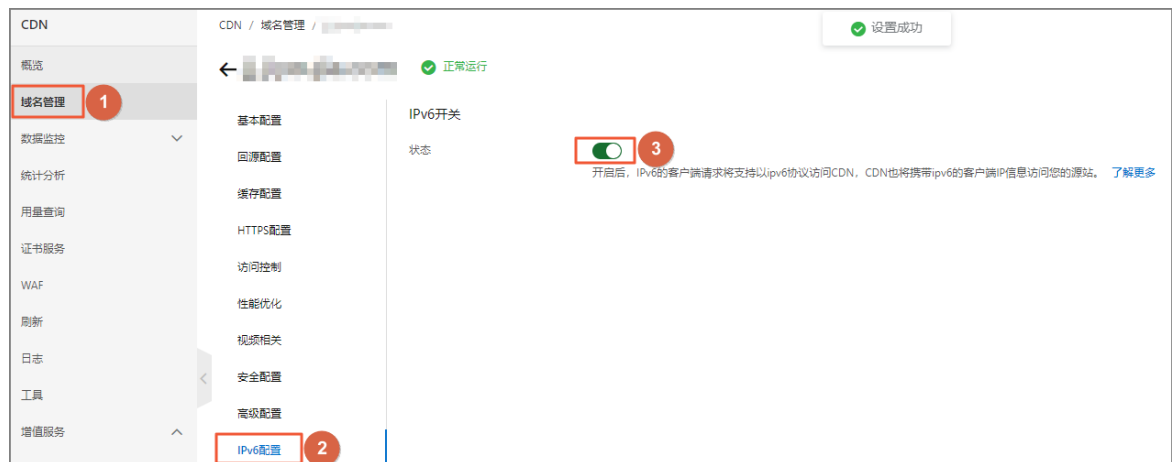 CDN
CDN / 域名管理 /
设置成功
概览
正常运行
域名管理
1
基本配置
IPv6开关
数据监控
回源配置
状态
3
开启后，IPv6的客户端请求将支持以ipv6协议访问CDN，CDN也将携带ipv6的客户端IP信息访问您的源站。 了解更多
统计分析
缓存配置
用量查询
HTTPS配置
证书服务
访问控制
WAF
性能优化
刷新
视频相关
日志
安全配置
工具
高级配置
增值服务
IPv6配置
2